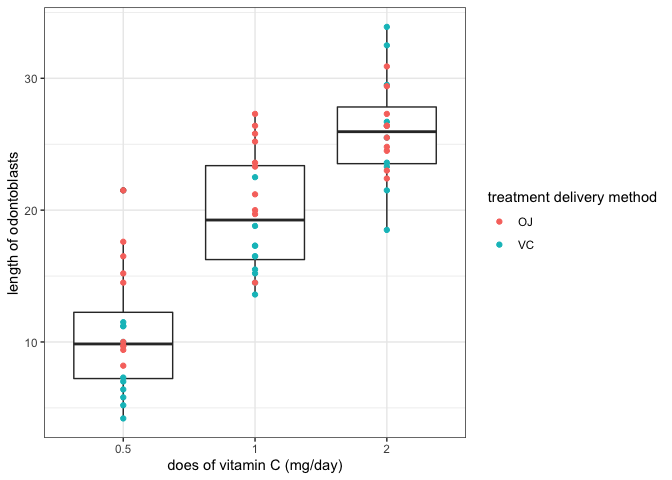 30
20
10
length of odontoblasts
0.5
1
2
does of vitamin C (mg/day)
treatment delivery method
OJ
VC